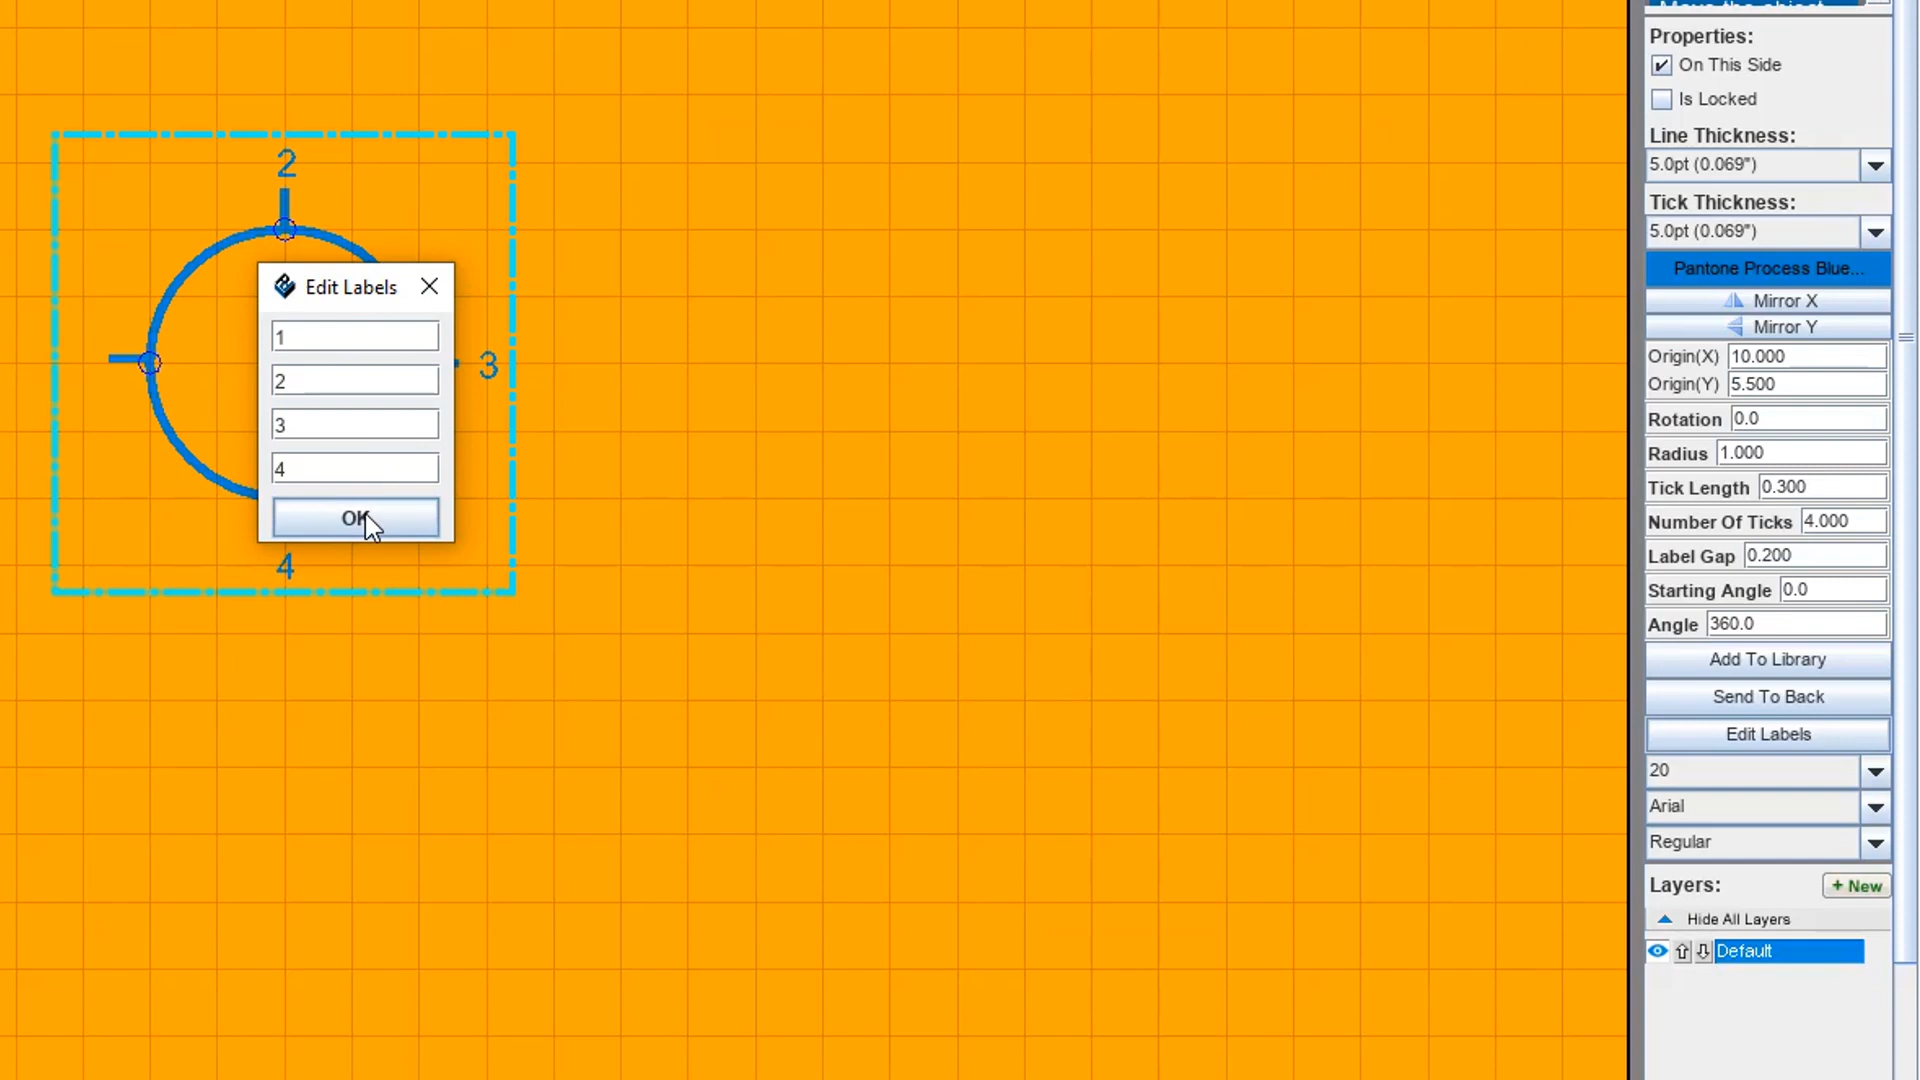 Move the object
Properties:
On This Side
Is Locked
Line Thickness:
5.0pt (0.069")
Tick Thickness:
5.0pt (0.069")
Pantone Process Blue...
Mirror X
Mirror Y
Origin(X) 10.000
Origin(Y) 5.500
Rotation 0.0
Radius 1.000
Tick Length 0.300
Number Of Ticks 4.000
Label Gap 0.200
Starting Angle 0.0
Angle 360.0
Add To Library
Send To Back
Edit Labels
20
Arial
Regular
Layers: + New
Hide All Layers
Default
2
3
4
Edit Labels
1
2
3
4
OK